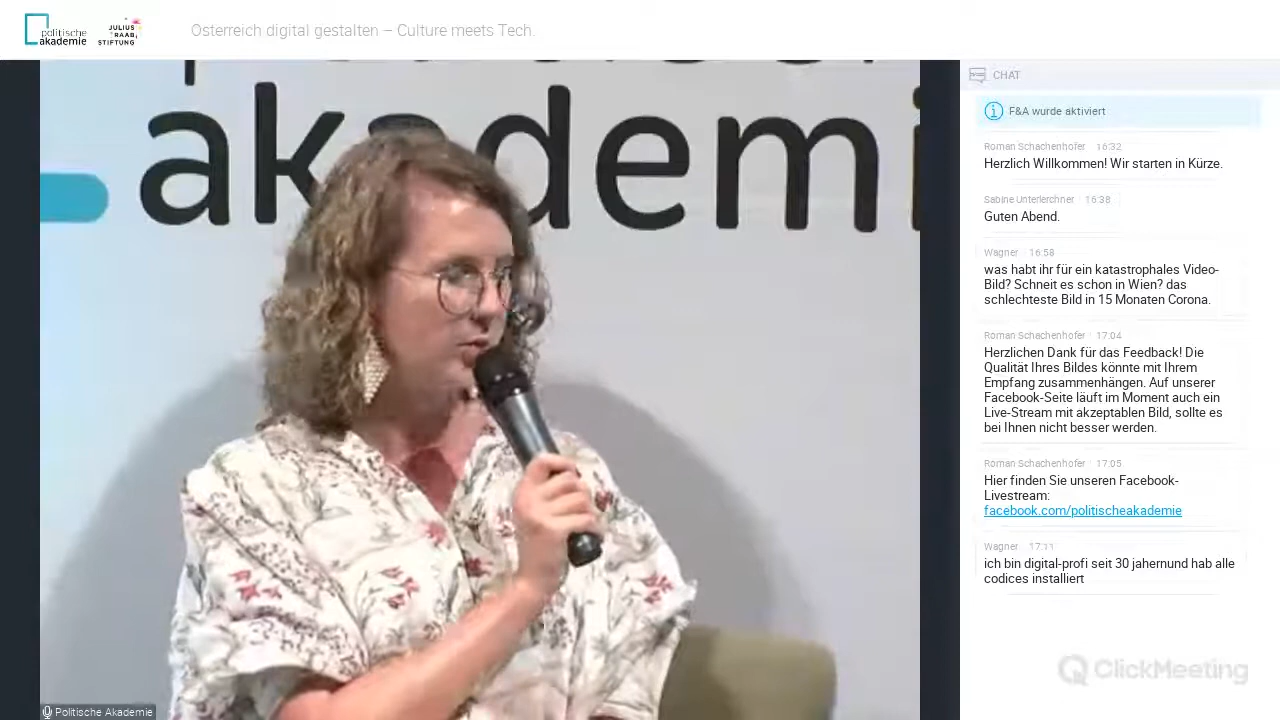 politische
akademie
JULIUS
RAAB
STIFTUNG
Österreich digital gestalten – Culture meets Tech.
akademi
Politische Akademie
CHAT
F&A wurde aktiviert
Roman Schachenhofer 16:32
Herzlich Willkommen! Wir starten in Kürze.
Sabine Unterlerchner 16:38
Guten Abend.
Wagner 16:58
was habt ihr für ein katastrophales Video-
Bild? Schneit es schon in Wien? das
schlechteste Bild in 15 Monaten Corona.
Roman Schachenhofer 17:04
Herzlichen Dank für das Feedback! Die
Qualität Ihres Bildes könnte mit Ihrem
Empfang zusammenhängen. Auf unserer
Facebook-Seite läuft im Moment auch ein
Live-Stream mit akzeptablen Bild, sollte es
bei Ihnen nicht besser werden.
Roman Schachenhofer 17:05
Hier finden Sie unseren Facebook-
Livestream:
facebook.com/politischeakademie
Wagner 17:11
ich bin digital-profi seit 30 jahernund hab alle
codices installiert
ClickMeeting